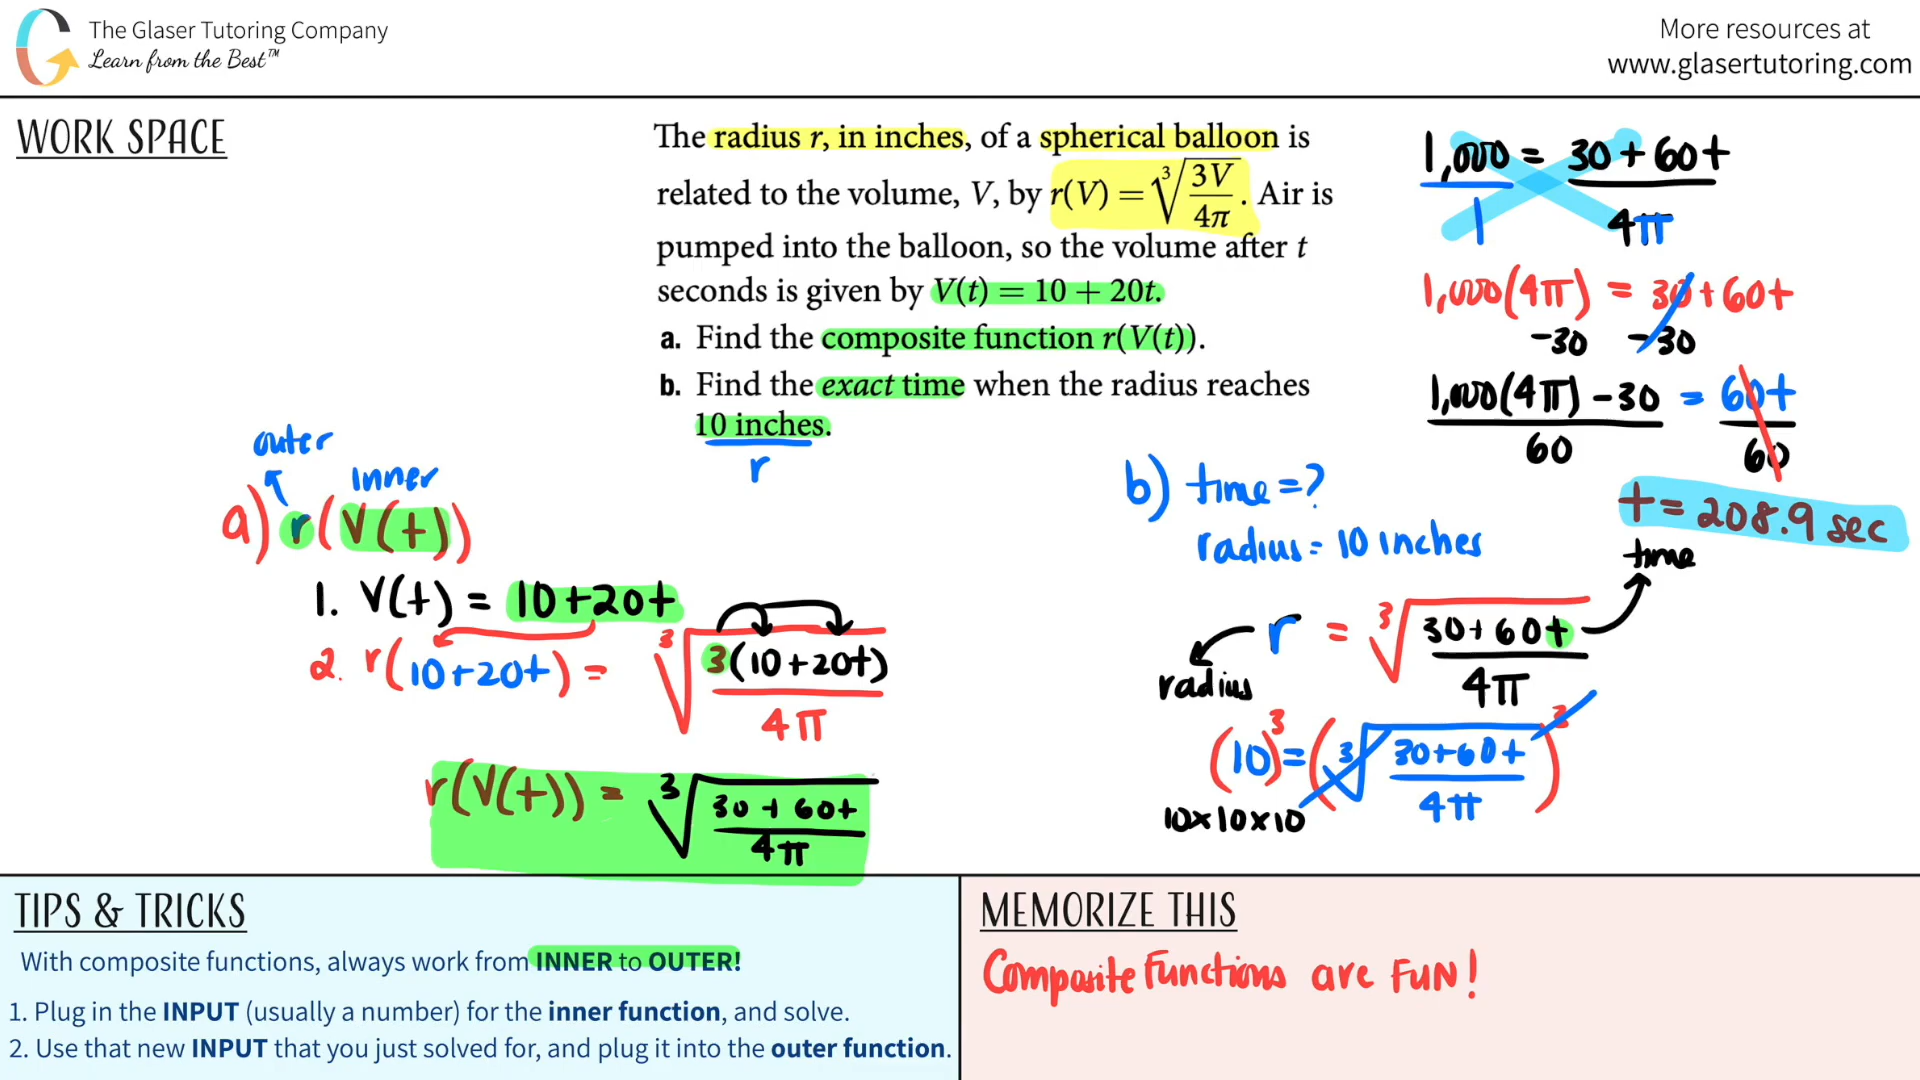 The Glaser Tutoring Company
Learn from the Best™
More resources at
www.glasertutoring.com
WORK SPACE
The radius r, in inches, of a spherical balloon is
related to the volume, V, by r(V) = ∛(3V/4π). Air is
pumped into the balloon, so the volume after t
seconds is given by V(t) = 10 + 20t.
a. Find the composite function r(V(t)).
b. Find the exact time when the radius reaches
10 inches.
r
outer
inner
a) r(V(t))
1. V(t) = 10+20t
2. r(10+20t) = ∛(3(10+20t)/4π)
r(V(t)) = ∛(30+60t/4π)
b) time=?
radius= 10 inches
time
r = ∛(30+60t/4π)
radius
(10)³=(∛(30+60t/4π))³
10x10x10
1,000/1 = 30+60t/4π
1,000(4π) = 30+60t
-30 -30
1,000(4π)-30/60 = 60t/60
t= 208.9 sec
TIPS & TRICKS
With composite functions, always work from INNER to OUTER!
1. Plug in the INPUT (usually a number) for the inner function, and solve.
2. Use that new INPUT that you just solved for, and plug it into the outer function.
MEMORIZE THIS
Composite Functions are FUN!